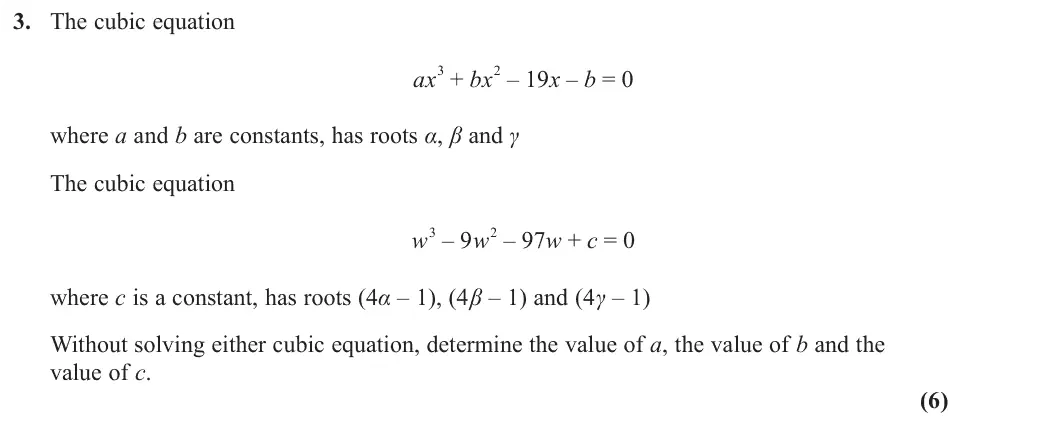 3. The cubic equation
ax³ + bx² – 19x – b = 0
where a and b are constants, has roots α, β and γ
The cubic equation
w³ – 9w² – 97w + c = 0
where c is a constant, has roots (4α – 1), (4β – 1) and (4γ – 1)
Without solving either cubic equation, determine the value of a, the value of b and the
value of c.
(6)